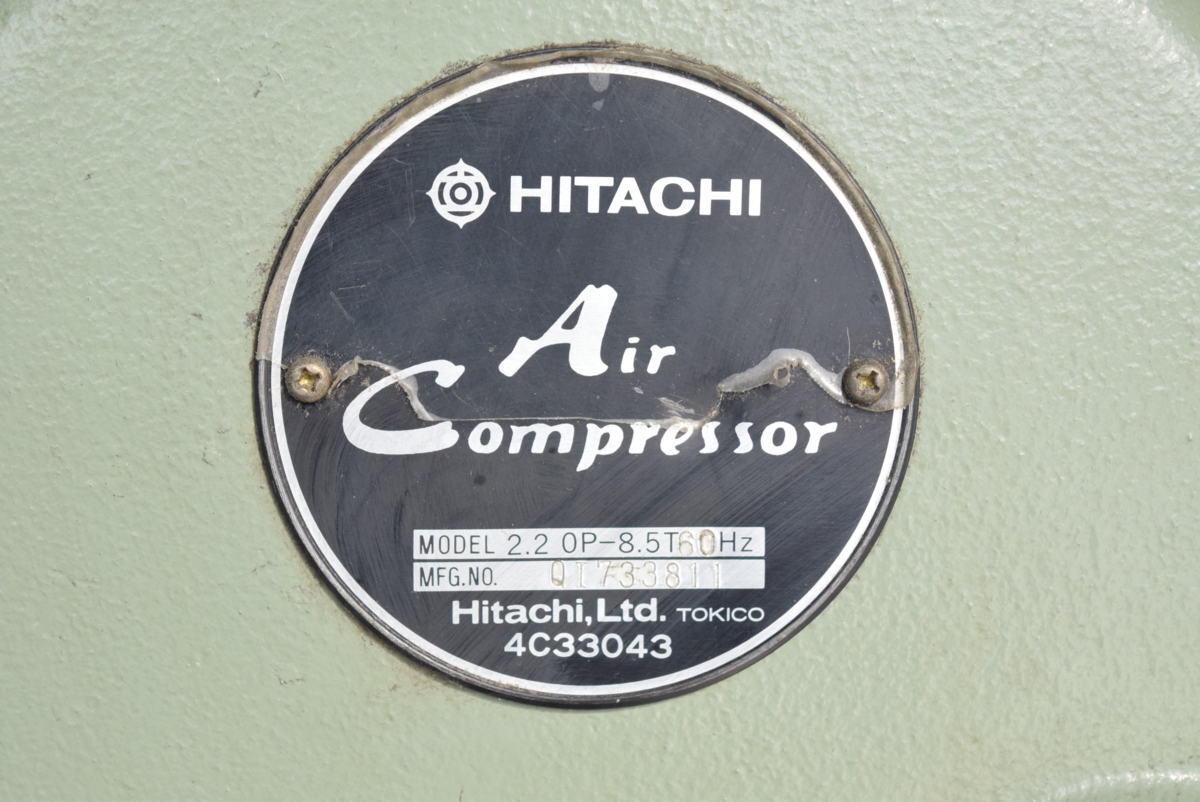 HITACHI
Air
Compressor
MODEL 2.2 OP-8.5T60Hz
MFG.NO. QT733811
Hitachi,Ltd. TOKICO
4C33043